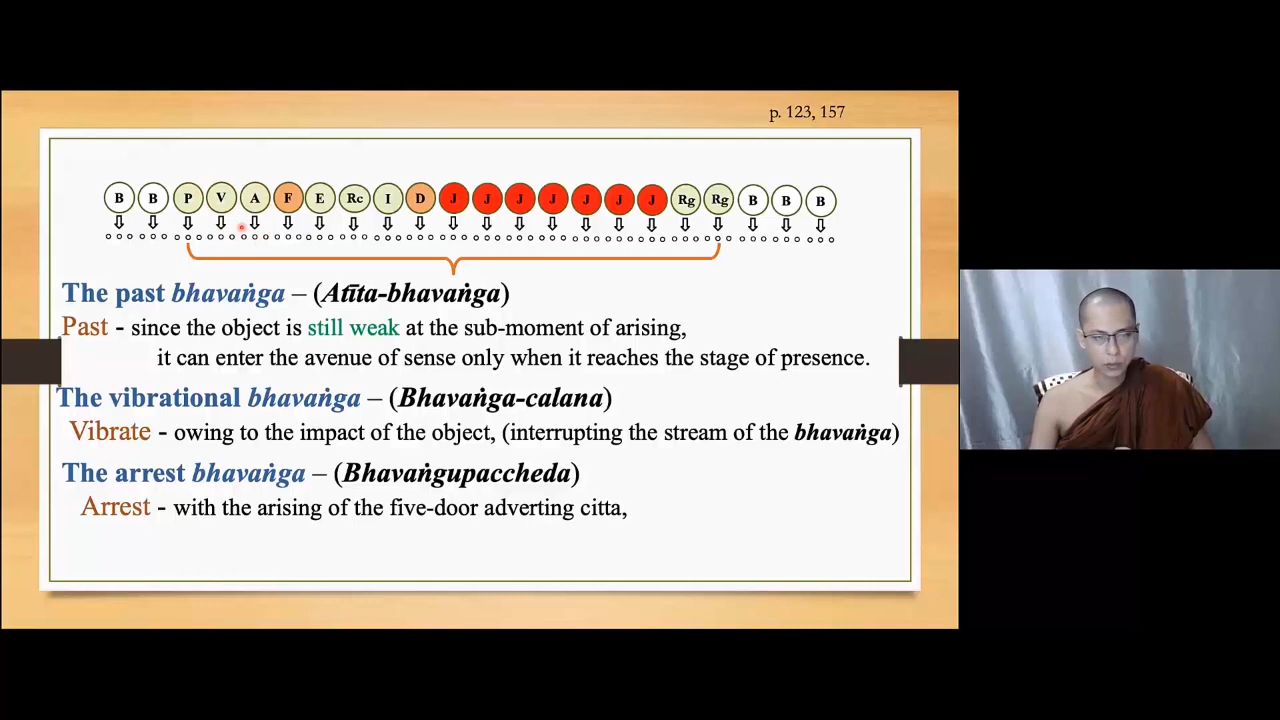 p. 123, 157
B B P V A F E Rc I D J J J J J J J Rg Rg B B B
The past bhavaṅga – (Atīta-bhavaṅga)
Past - since the object is still weak at the sub-moment of arising,
it can enter the avenue of sense only when it reaches the stage of presence.
The vibrational bhavaṅga – (Bhavaṅga-calana)
Vibrate - owing to the impact of the object, (interrupting the stream of the bhavaṅga)
The arrest bhavaṅga – (Bhavaṅgupaccheda)
Arrest - with the arising of the five-door adverting citta,